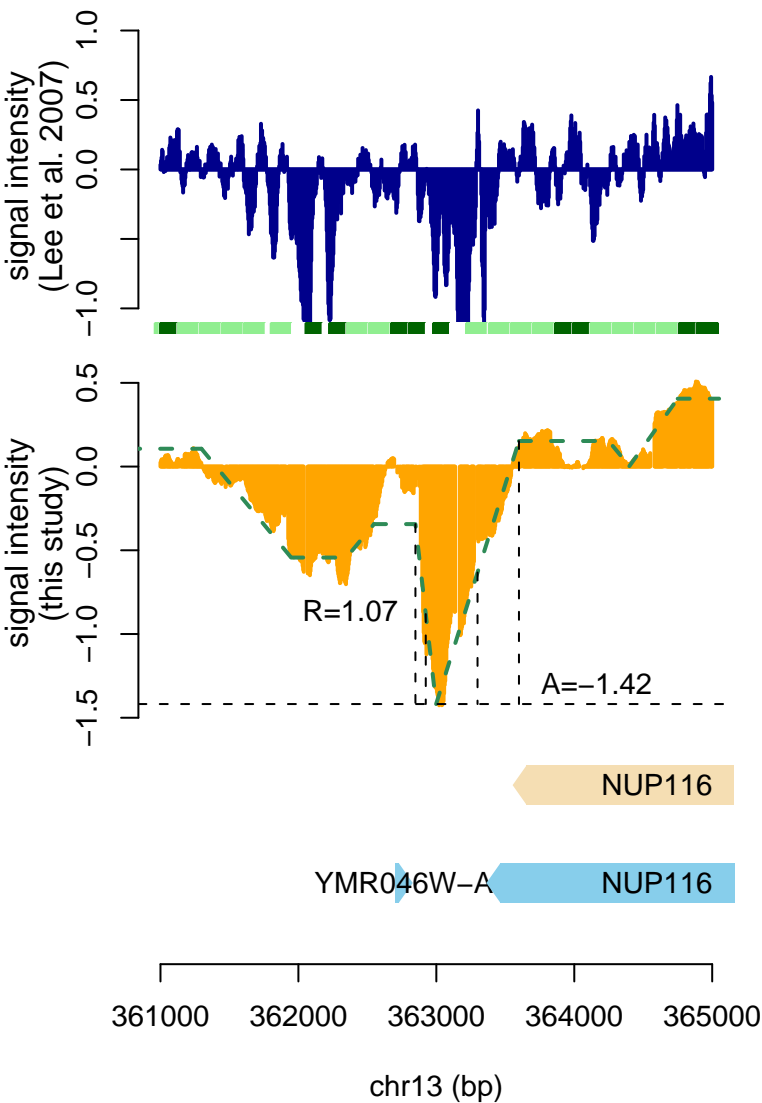 signal intensity
(Lee et al. 2007)
1.0
0.5
0.0
−1.0
signal intensity
(this study)
0.5
0.0
−0.5
−1.0
−1.5
R=1.07
A=−1.42
NUP116
YMR046W−A
NUP116
361000 362000 363000 364000 365000
chr13 (bp)